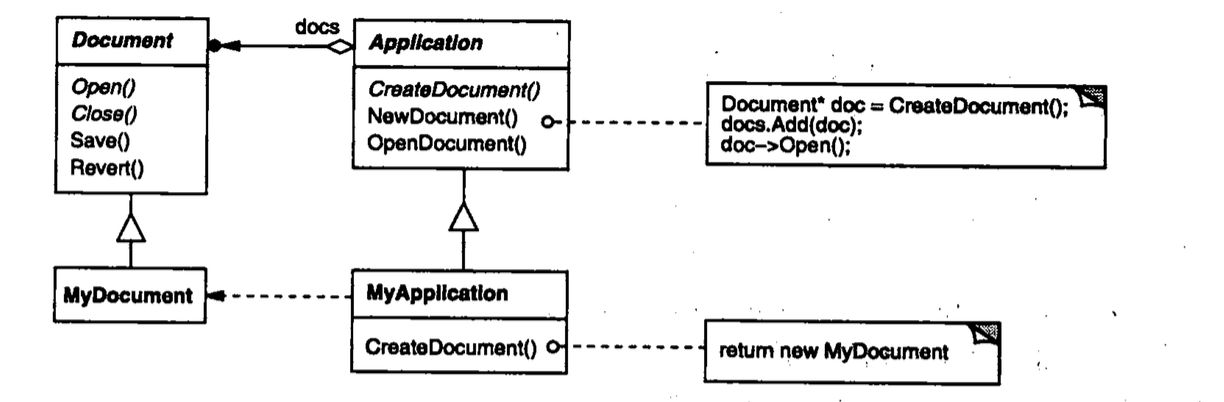 docs
Document
Application
Open()
Close()
Save()
Revert()
CreateDocument()
NewDocument()
OpenDocument()
Document* doc = CreateDocument();
docs.Add(doc);
doc->Open();
MyDocument
MyApplication
CreateDocument()
return new MyDocument